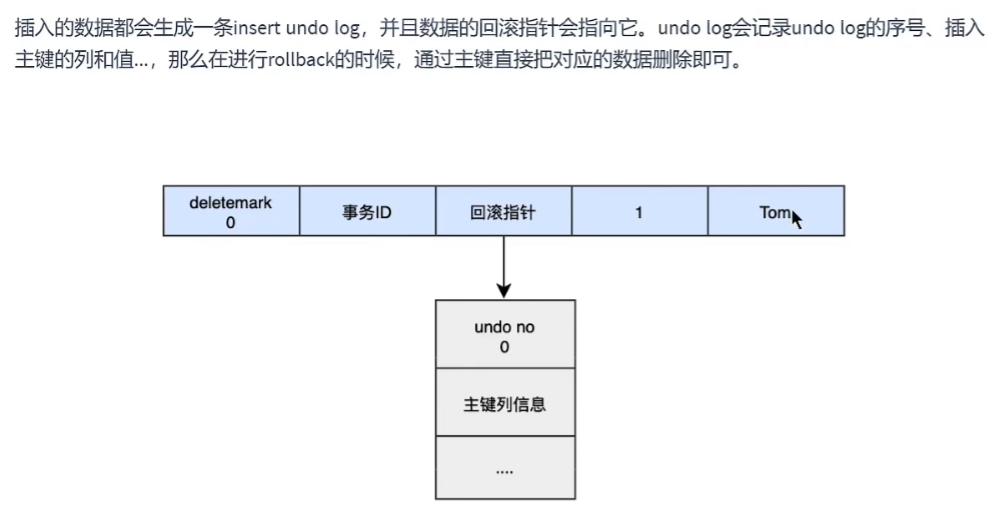 插入的数据都会生成一条insert undo log，并且数据的回滚指针会指向它。undo log会记录undo log的序号、插入
主键的列和值...，那么在进行rollback的时候，通过主键直接把对应的数据删除即可。
deletemark
0
事务ID
回滚指针
1
Tom
undo no
0
主键列信息
....